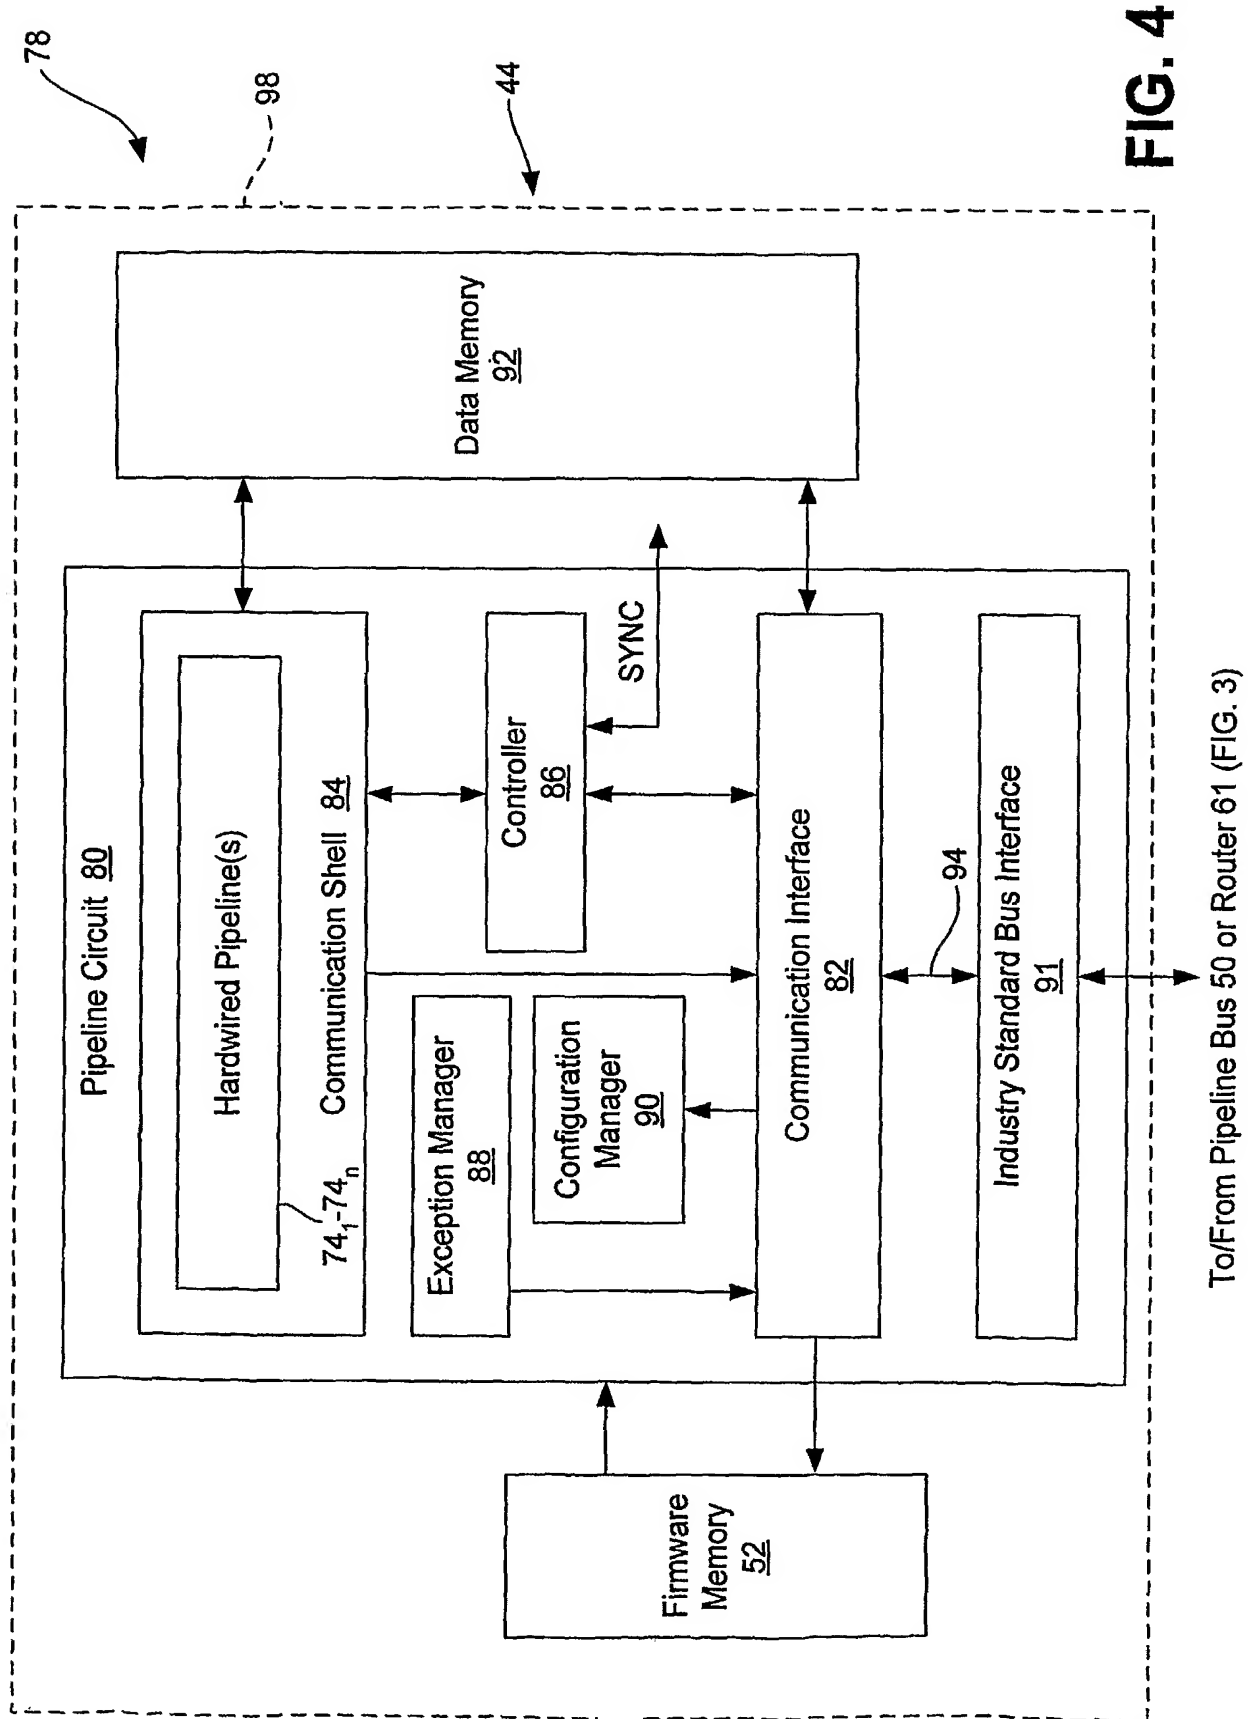 78
98
44
Pipeline Circuit 80
Hardwired Pipeline(s)
74₁-74ₙ
Communication Shell 84
Data Memory
92
Exception Manager
88
Controller
86
SYNC
Configuration
Manager
90
Firmware
Memory
52
Communication Interface
82
94
Industry Standard Bus Interface
91
To/From Pipeline Bus 50 or Router 61 (FIG. 3)
FIG. 4